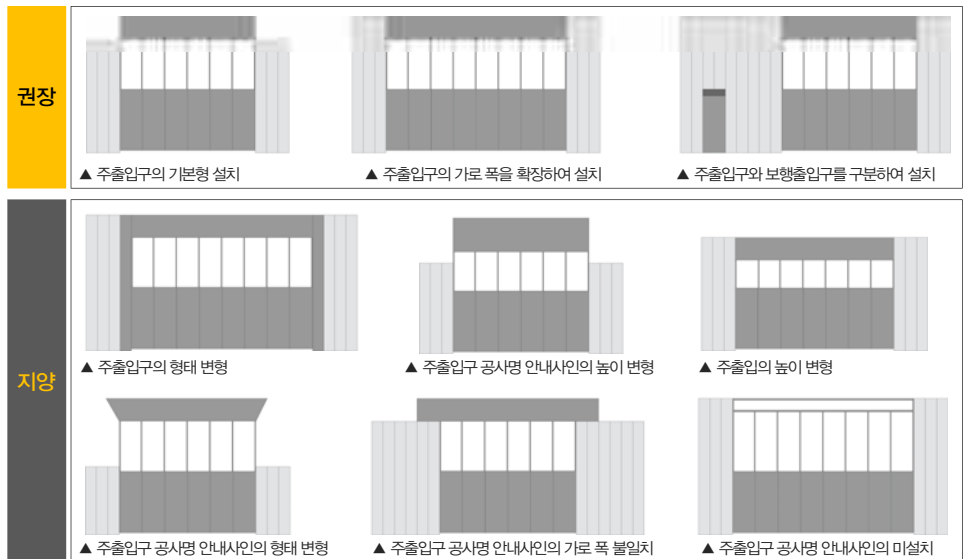 권장
▲ 주출입구의 기본형 설치
▲ 주출입구의 가로 폭을 확장하여 설치
▲ 주출입구와 보행출입구를 구분하여 설치
지양
▲ 주출입구의 형태 변형
▲ 주출입구 공사명 안내사인의 높이 변형
▲ 주출입의 높이 변형
▲ 주출입구 공사명 안내사인의 형태 변형
▲ 주출입구 공사명 안내사인의 가로 폭 불일치
▲ 주출입구 공사명 안내사인의 미설치